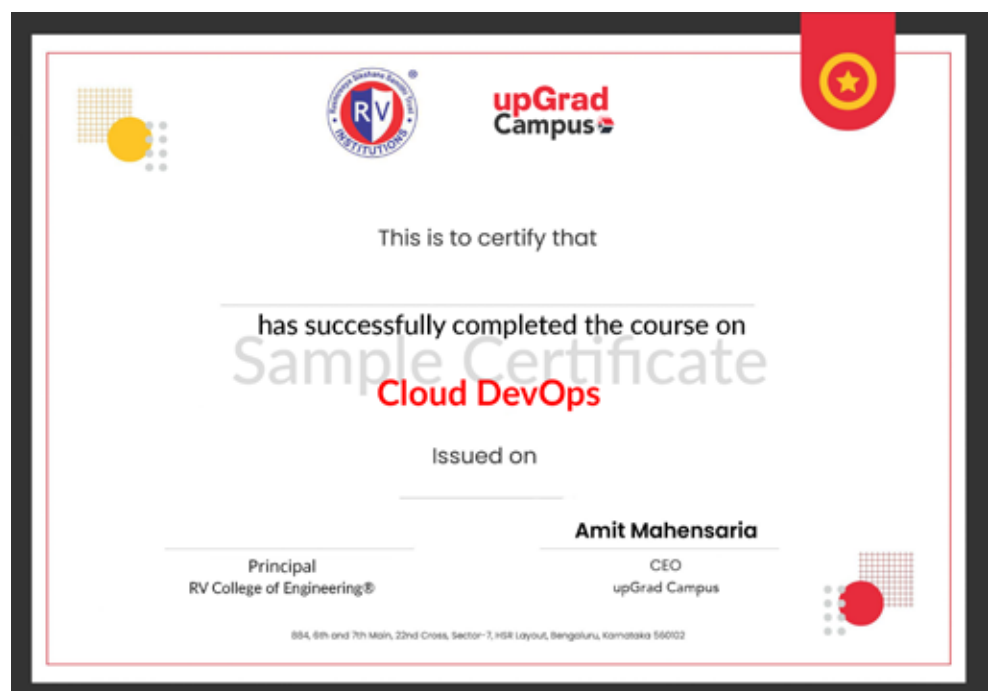 RV
INSTITUTIONS
®
upGrad
Campus
This is to certify that
has successfully completed the course on
Sample Certificate
Cloud DevOps
Issued on
Amit Mahensaria
Principal
RV College of Engineering®
CEO
upGrad Campus
884, 6th and 7th Main, 22nd Cross, Sector-7, HSR Layout, Bengaluru, Karnataka 560102